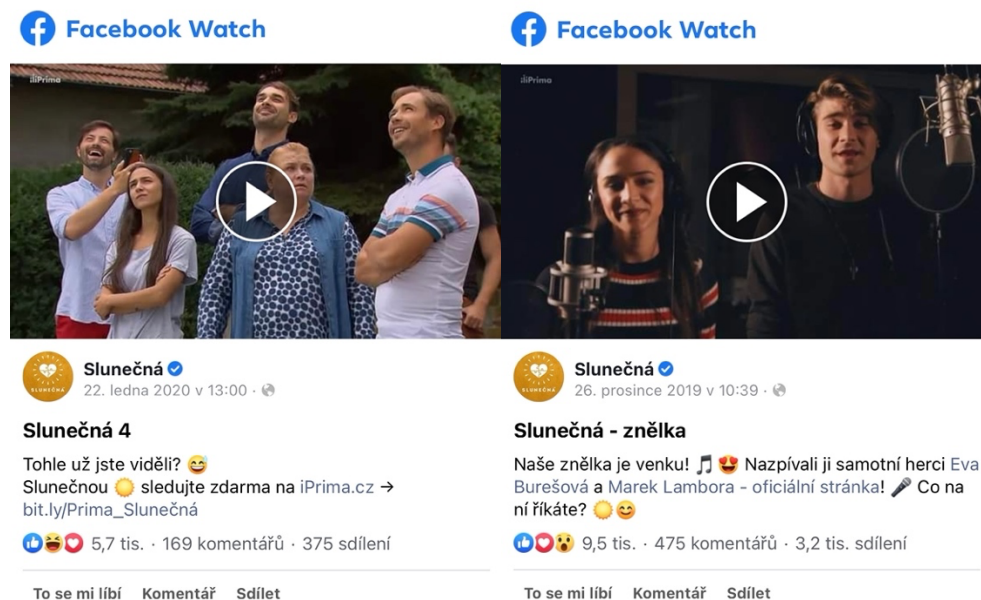 Facebook Watch
iPrima
Slunečná
22. ledna 2020 v 13:00 ·
Slunečná 4
Tohle už jste viděli? 😅
Slunečnou ☀️ sledujte zdarma na iPrima.cz →
bit.ly/Prima_Slunečná
5,7 tis. · 169 komentářů · 375 sdílení
To se mi líbí Komentář Sdílet
Facebook Watch
iPrima
Slunečná
26. prosince 2019 v 10:39 ·
Slunečná - znělka
Naše znělka je venku! 🎵😍 Nazpívali ji samotní herci Eva
Burešová a Marek Lambora - oficiální stránka! 🎤 Co na
ní říkáte? ☀️😊
9,5 tis. · 475 komentářů · 3,2 tis. sdílení
To se mi líbí Komentář Sdílet